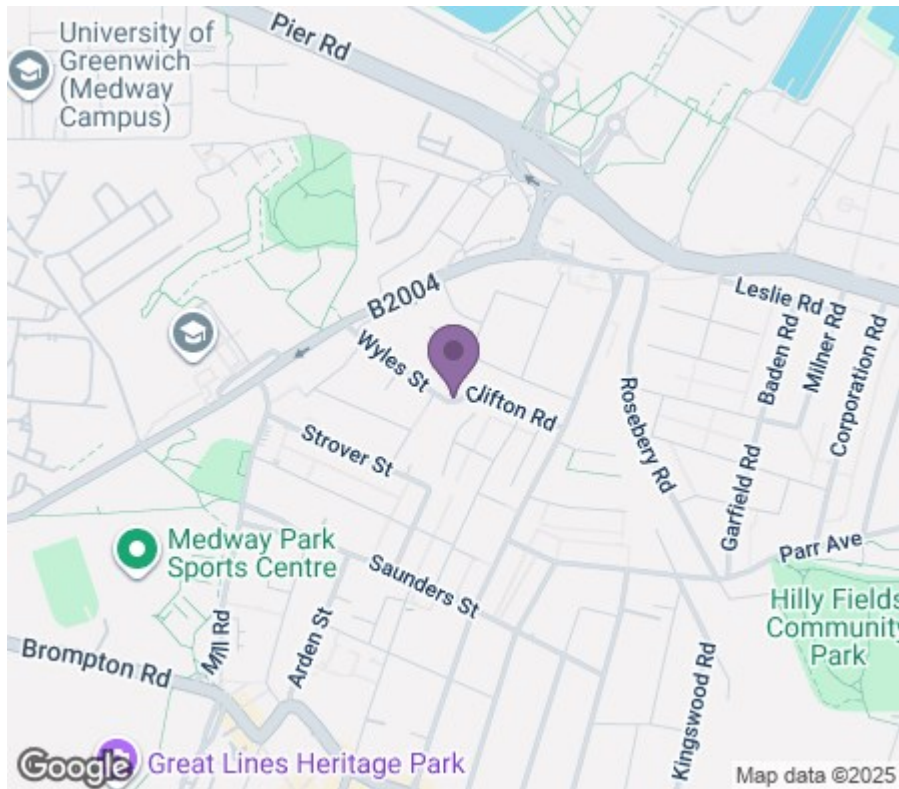 University of
Greenwich
(Medway
Campus)
Pier Rd
B2004
Leslie Rd
Baden Rd
Milner Rd
Corporation Rd
Wyles St
Clifton Rd
Rosebery Rd
Strover St
Garfield Rd
Parr Ave
Medway Park
Sports Centre
Saunders St
Hilly Fields
Community
Park
Mill Rd
Arden St
Brompton Rd
Kingswood Rd
Google
Great Lines Heritage Park
Map data ©2025